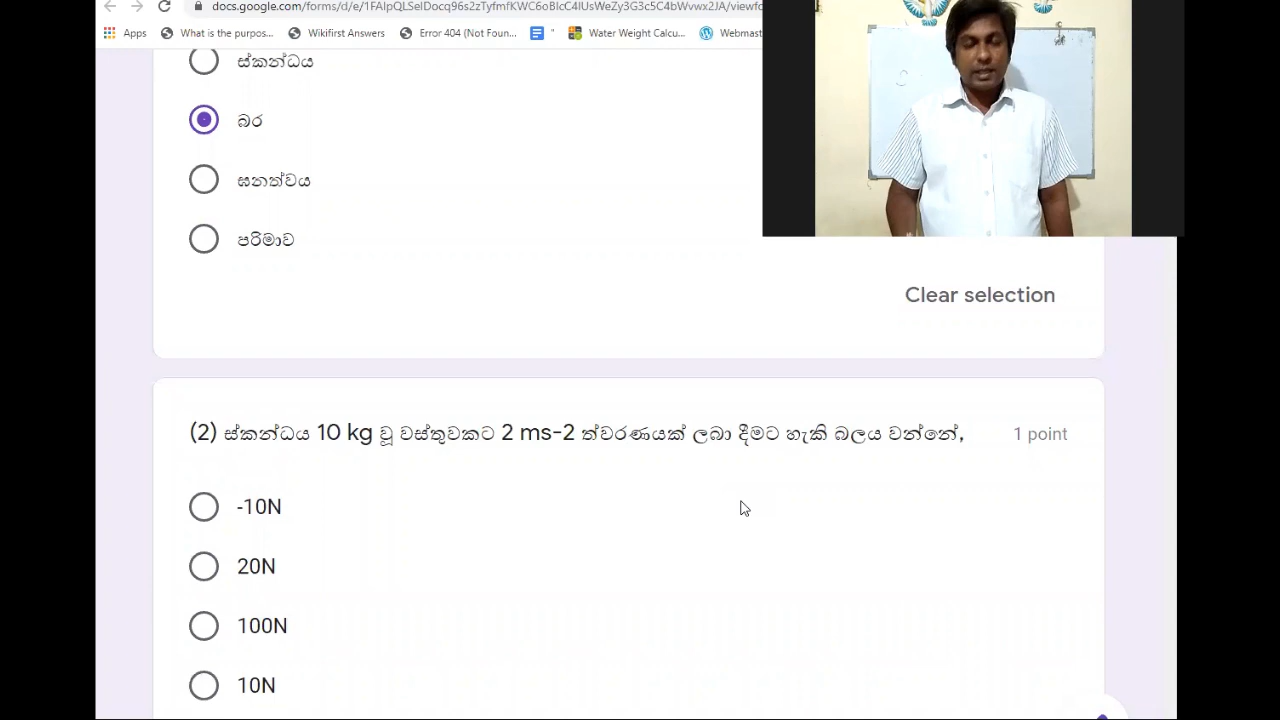 docs.google.com/forms/d/e/1FAIpQLSelDocq96s2zTyfmfKWC6oBlcC4IUsWeZy3G3c5C4bWvwx2JA/viewfo
Apps What is the purpos... Wikifirst Answers Error 404 (Not Foun... " Water Weight Calcu... Webmast
ස්කන්ධය
බර
ඝනත්වය
පරිමාව
Clear selection
(2) ස්කන්ධය 10 kg වූ වස්තුවකට 2 ms-2 ත්වරණයක් ලබා දීමට හැකි බලය වන්නේ, 1 point
-10N
20N
100N
10N